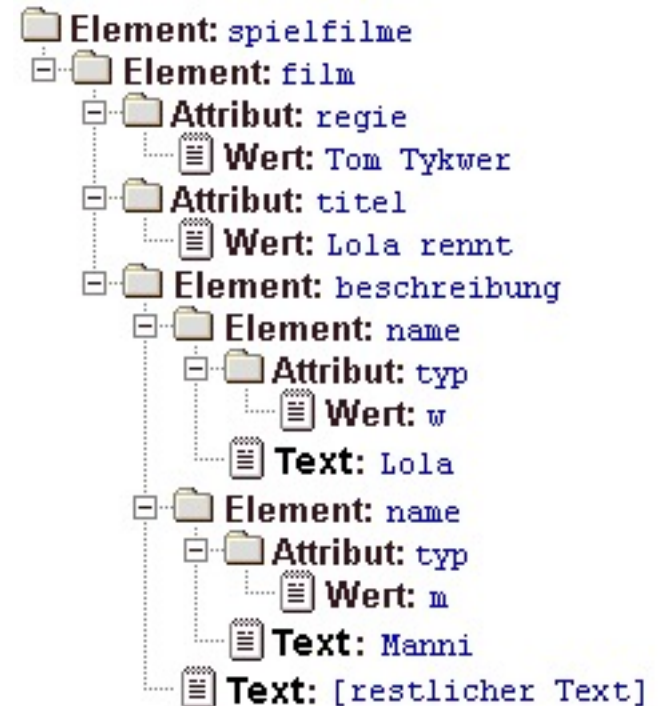 Element: spielfilme
Element: film
Attribut: regie
Wert: Tom Tykwer
Attribut: titel
Wert: Lola rennt
Element: beschreibung
Element: name
Attribut: typ
Wert: w
Text: Lola
Element: name
Attribut: typ
Wert: m
Text: Manni
Text: [restlicher Text]